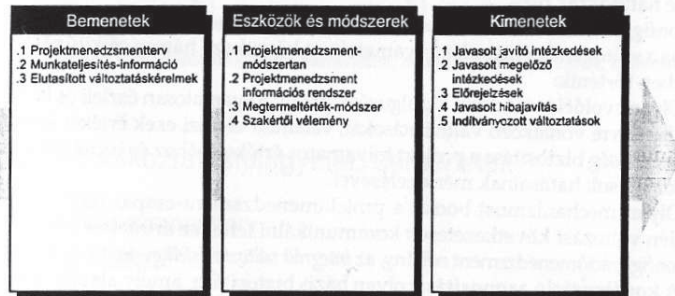 Bemenetek
.1 Projektmenedzsmentterv
.2 Munkateljesítés-információ
.3 Elutasított változtatáskérelmek
Eszközök és módszerek
.1 Projektmenedzsment-
módszertan
.2 Projektmenedzsment
információs rendszer
.3 Megtermeltérték-módszer
.4 Szakértői vélemény
Kimenetek
.1 Javasolt javító intézkedések
.2 Javasolt megelőző
intézkedések
.3 Előrejelzések
.4 Javasolt hibajavítás
.5 Indítványozott változtatások